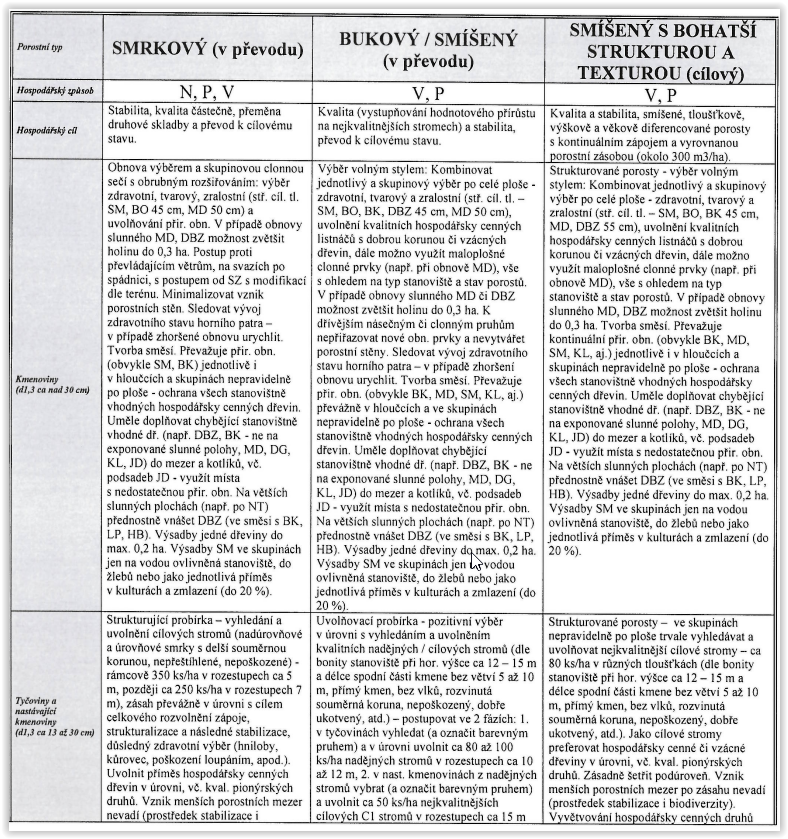 Porostní typ
SMRKOVÝ (v převodu)
BUKOVÝ / SMÍŠENÝ
(v převodu)
SMÍŠENÝ S BOHATŠÍ
STRUKTUROU A
TEXTUROU (cílový)
Hospodářský způsob
N, P, V
V, P
V, P
Hospodářský cíl
Stabilita, kvalita částečně, přeměna
druhové skladby a převod k cílovému
stavu.
Kvalita (vystupňování hodnotového přírůstu
na nejkvalitnějších stromech) a stabilita,
převod k cílovému stavu.
Kvalita a stabilita, smíšené, tloušťkově,
výškově a věkově diferencované porosty
s kontinuálním zápojem a vyrovnanou
porostní zásobou (okolo 300 m3/ha).
Kmenoviny
(d1,3 ca nad 30 cm)
Obnova výběrem a skupinovou clonnou
sečí s obrubným rozšiřováním: výběr
zdravotní, tvarový, zralostní (stř. cíl. tl.
SM, BO 45 cm, MD 50 cm) a
uvolňování přir. obn. V případě obnovy
slunného MD, DBZ možnost zvětšit
holinu do 0,3 ha. Postup proti
převládajícím větrům, na svazích po
spádnici, s postupem od SZ s modifikací
dle terénu. Minimalizovat vznik
porostních stěn. Sledovat vývoj
zdravotního stavu horního patra –
v případě zhoršené obnovu urychlit.
Tvorba směsí. Převažuje přir. obn.
(obvykle SM, BK) jednotlivě i
v hloučcích a skupinách nepravidelně
po ploše - ochrana všech stanovištně
vhodných hospodářsky cenných dřevin.
Uměle doplňovat chybějící stanovištně
vhodné dř. (např. DBZ, BK - ne na
exponované slunné polohy, MD, DG,
KL, JD) do mezer a kotlíků, vč.
podsadeb JD - využít místa
s nedostatečnou přir. obn. Na větších
slunných plochách (např. po NT)
přednostně vnášet DBZ (ve směsi s BK,
LP, HB). Výsadby jedné dřeviny do
max. 0,2 ha. Výsadby SM ve skupinách
jen na vodou ovlivněná stanoviště, do
žlebů nebo jako jednotlivá příměs
v kulturách a zmlazení (do 20 %).
Výběr volným stylem: Kombinovat
jednotlivý a skupinový výběr po celé ploše -
zdravotní, tvarový a zralostní (stř. cíl. tl. –
SM, BO, BK, DBZ 45 cm, MD 50 cm),
uvolnění kvalitních hospodářsky cenných
listnáčů s dobrou korunou či vzácných
dřevin, dále možno využít maloplošné
clonné prvky (např. při obnově MD), vše
s ohledem na typ stanoviště a stav porostů.
V případě obnovy slunného MD či DBZ
možnost zvětšit holinu do 0,3 ha. K
dřívějším násečným či clonným pruhům
nepřiřazovat nové obn. prvky a nevytvářet
porostní stěny. Sledovat vývoj zdravotního
stavu horního patra – v případě zhoršení
obnovu urychlit. Tvorba směsí. Převažuje
přir. obn. (obvykle BK, MD, SM, KL, aj.)
převážně v hloučcích a ve skupinách
nepravidelně po ploše - ochrana všech
stanovištně vhodných hospodářsky cenných
dřevin. Uměle doplňovat chybějící
stanovištně vhodné dř. (např. DBZ, BK - ne
na exponované slunné polohy, MD, DG,
KL, JD) do mezer a kotlíků, vč. podsadeb
JD - využít místa s nedostatečnou přir. obn.
Na větších slunných plochách (např. po NT)
přednostně vnášet DBZ (ve směsi s BK, LP,
HB). Výsadby jedné dřeviny do max. 0,2 ha.
Výsadby SM ve skupinách jen vodou
ovlivněná stanoviště, do žlebů nebo jako
jednotlivá příměs v kulturách a zmlazení (do
20 %).
Strukturované porosty - výběr volným
stylem: Kombinovat jednotlivý a skupinový
výběr po celé ploše - zdravotní, tvarový a
zralostní (stř. cíl. tl. – SM, BO, BK 45 cm,
MD, DBZ 55 cm), uvolnění kvalitních
hospodářsky cenných listnáčů s dobrou
korunou či vzácných dřevin, dále možno
využít maloplošné clonné prvky (např. při
obnově MD), vše s ohledem na typ
stanoviště a stav porostů. V případě obnovy
slunného MD, DBZ možnost zvětšit holinu
do 0,3 ha. Tvorba směsí. Převažuje
kontinuální přir. obn. (obvykle BK, MD,
SM, KL, aj.) jednotlivě i v hloučcích a
skupinách nepravidelně po ploše - ochrana
všech stanovištně vhodných hospodářsky
cenných dřevin. Uměle doplňovat chybějící
stanovištně vhodné dř. (např. DBZ, BK - ne
na exponované slunné polohy, MD, DG,
KL, JD) do mezer a kotlíků, vč. podsadeb
JD - využít místa s nedostatečnou přir. obn.
Na větších slunných plochách (např. po NT)
přednostně vnášet DBZ (ve směsi s BK, LP,
HB). Výsadby jedné dřeviny do max. 0,2 ha.
Výsadby SM ve skupinách jen na vodou
ovlivněná stanoviště, do žlebů nebo jako
jednotlivá příměs v kulturách a zmlazení (do
20 %).
Tyčoviny a
nastávající
kmenoviny
(d1,3 ca 13 až 30 cm)
Strukturující probírka – vyhledání a
uvolnění cílových stromů (nadúrovňové
a úrovňové smrky s delší souměrnou
korunou, nepřeštíhlené, nepoškozené) -
rámcově 350 ks/ha v rozestupech ca 5
m, později ca 250 ks/ha v rozestupech 7
m), zásah převážně v úrovni s cílem
celkového rozvolnění zápoje,
strukturalizace a následné stabilizace,
důsledný zdravotní výběr (hniloby,
kůrovec, poškození loupáním, apod.).
Uvolnit příměs hospodářsky cenných
dřevin v úrovni, vč. kval. pionýrských
druhů. Vznik menších porostních mezer
nevadí (prostředek stabilizace i
Uvolňovací probírka - pozitivní výběr
v úrovni s vyhledáním a uvolněním
kvalitních nadějných / cílových stromů (dle
bonity stanoviště při hor. výšce ca 12 – 15 m
a délce spodní části kmene bez větví 5 až 10
m, přímý kmen, bez vlků, rozvinutá
souměrná koruna, nepoškozený, dobře
ukotvený, atd.) – postupovat ve 2 fázích: 1.
v tyčovinách vyhledat (a označit barevným
pruhem) a v úrovni uvolnit ca 80 až 100
ks/ha nadějných stromů v rozestupech ca 10
až 12 m, 2. v nast. kmenovinách z nadějných
stromů vybrat (a označit barevným pruhem)
a uvolnit ca 50 ks/ha nejkvalitnějších
cílových C1 stromů v rozestupech ca 15 m
Strukturované porosty – ve skupinách
nepravidelně po ploše trvale vyhledávat a
uvolňovat nejkvalitnější cílové stromy – ca
80 ks/ha v různých tloušťkách (dle bonity
stanoviště při hor. výšce ca 12 – 15 m a
délce spodní části kmene bez větví 5 až 10
m, přímý kmen, bez vlků, rozvinutá
souměrná koruna, nepoškozený, dobře
ukotvený, atd.). Jako cílové stromy
preferovat hospodářsky cenné či vzácné
dřeviny v úrovni, vč. kval. pionýrských
druhů. Zásadně šetřit podúroveň. Vznik
menších porostních mezer po zásahu nevadí
(prostředek stabilizace i biodiverzity).
Vyvětvování hospodářsky cenných druhů